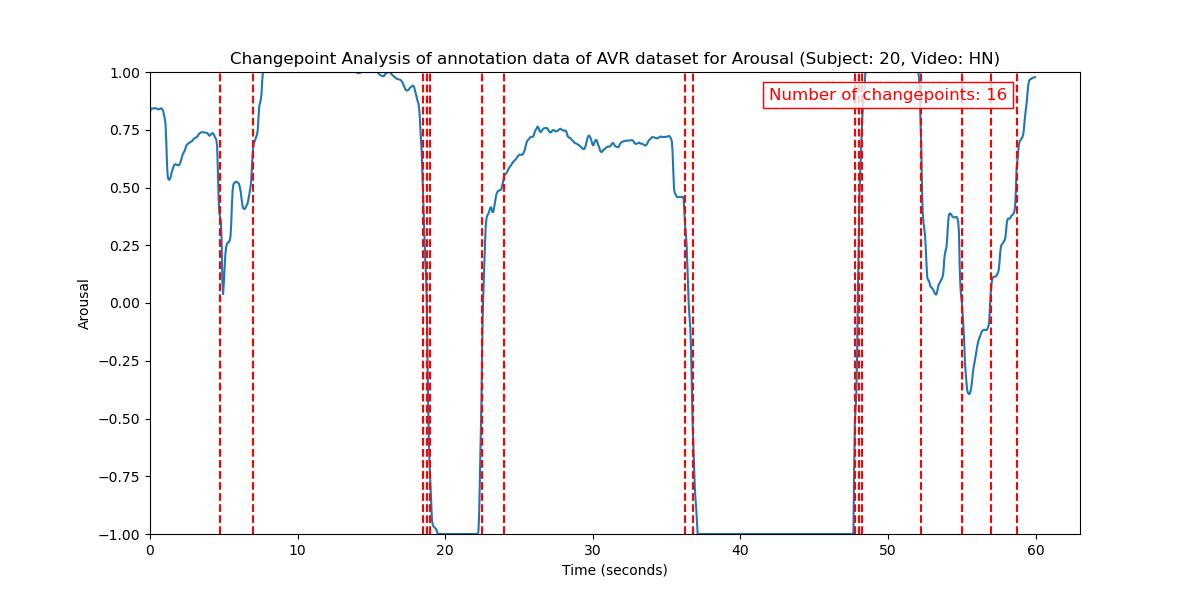 Changepoint Analysis of annotation data of AVR dataset for Arousal (Subject: 20, Video: HN)
Number of changepoints: 16
Arousal
1.00
0.75
0.50
0.25
0.00
−0.25
−0.50
−0.75
−1.00
0 10 20 30 40 50 60
Time (seconds)